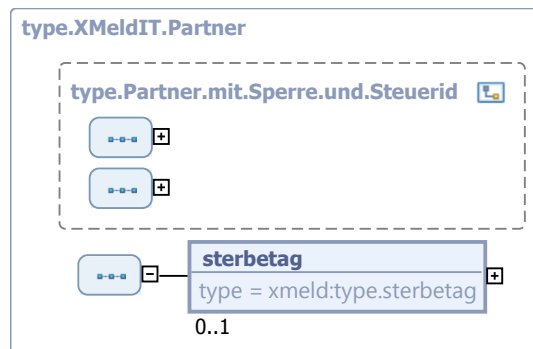 type.XMeldIT.Partner
type.Partner.mit.Sperre.und.Steuerid
sterbetag
type = xmeld:type.sterbetag
0..1